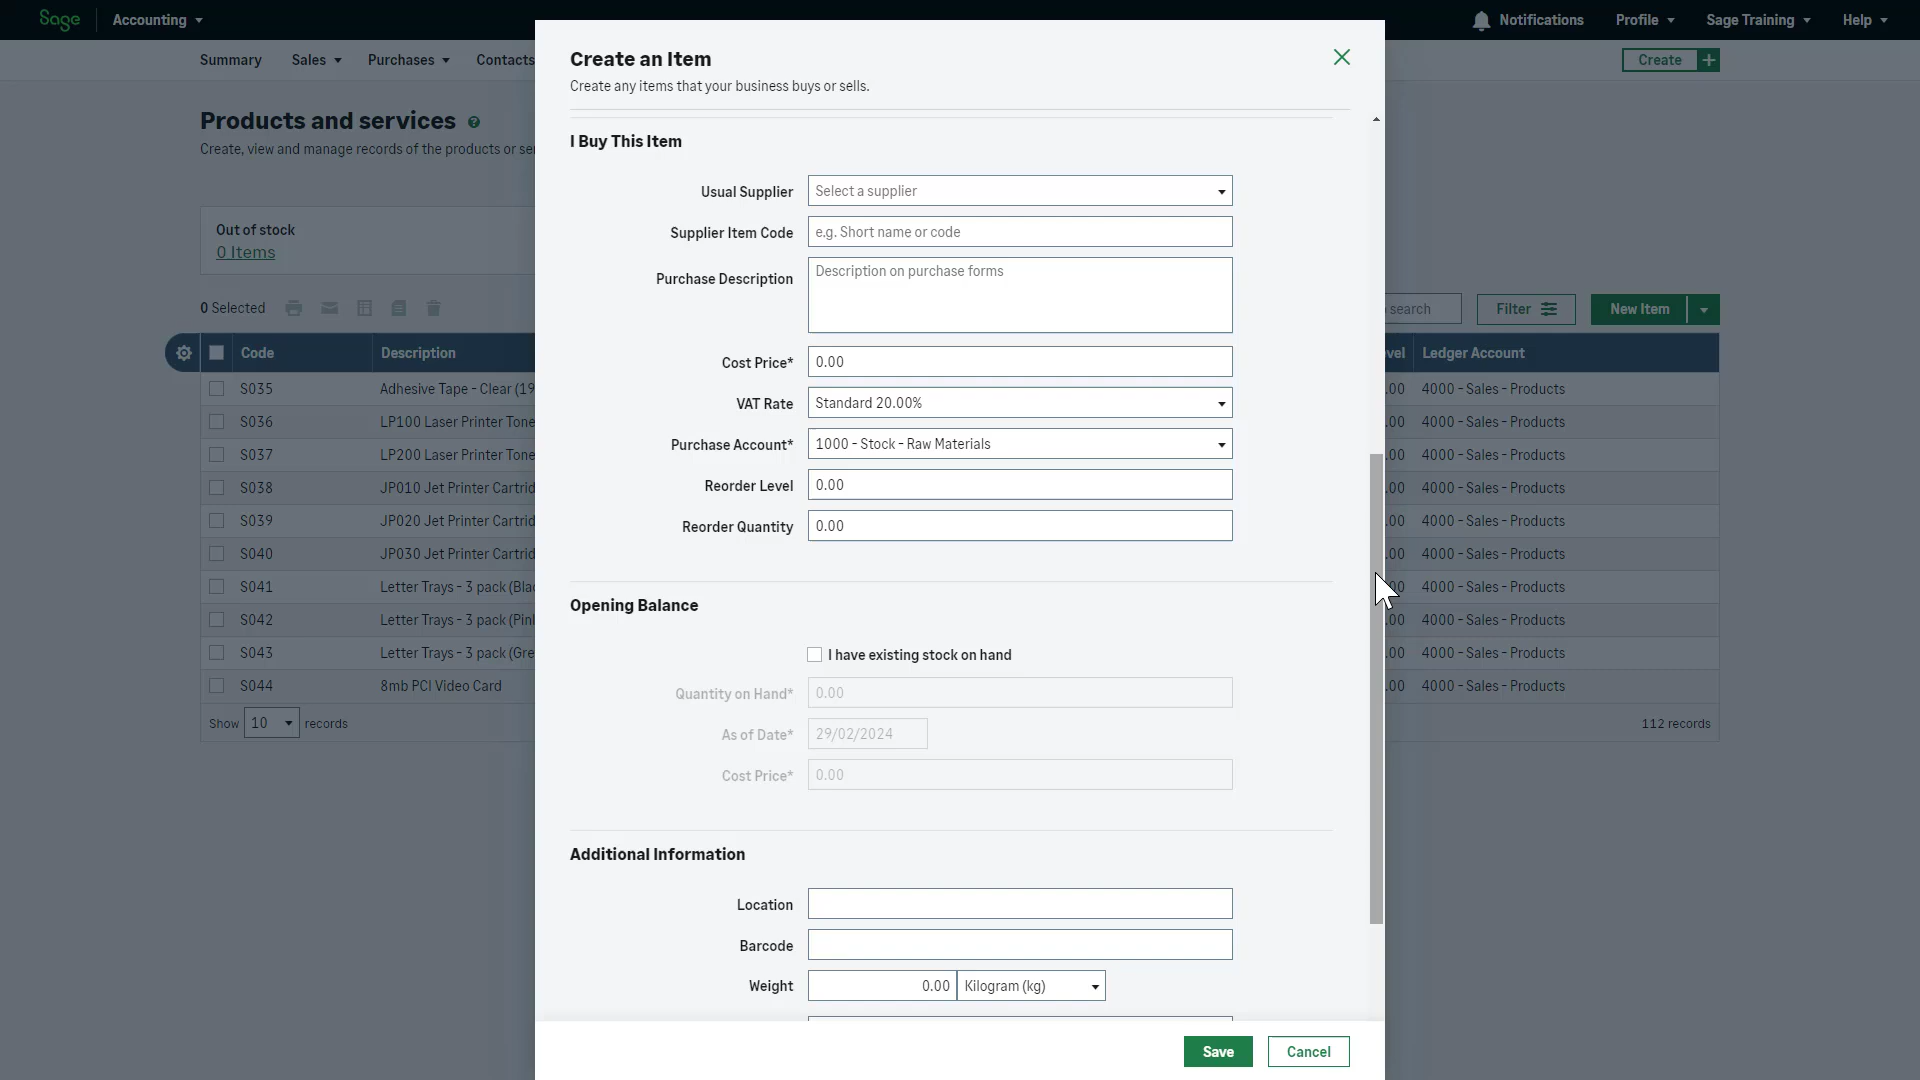 Sage Accounting Notifications Profile Sage Training Help
Summary Sales Purchases Contacts Create +
Products and services ?
Create, view and manage records of the products or
Out of stock
0 Items
0 Selected search Filter New Item
Code Description Ledger Account
S035 Adhesive Tape - Clear (19 .00 4000 - Sales - Products
S036 LP100 Laser Printer Tone .00 4000 - Sales - Products
S037 LP200 Laser Printer Tone .00 4000 - Sales - Products
S038 JP010 Jet Printer Cartrid .00 4000 - Sales - Products
S039 JP020 Jet Printer Cartrid .00 4000 - Sales - Products
S040 JP030 Jet Printer Cartrid .00 4000 - Sales - Products
S041 Letter Trays - 3 pack (Bla .00 4000 - Sales - Products
S042 Letter Trays - 3 pack (Pin .00 4000 - Sales - Products
S043 Letter Trays - 3 pack (Gre .00 4000 - Sales - Products
S044 8mb PCI Video Card .00 4000 - Sales - Products
Show 10 records 112 records
Create an Item
Create any items that your business buys or sells.
I Buy This Item
Usual Supplier Select a supplier
Supplier Item Code e.g. Short name or code
Purchase Description Description on purchase forms
Cost Price* 0.00
VAT Rate Standard 20.00%
Purchase Account* 1000 - Stock - Raw Materials
Reorder Level 0.00
Reorder Quantity 0.00
Opening Balance
I have existing stock on hand
Quantity on Hand* 0.00
As of Date* 29/02/2024
Cost Price* 0.00
Additional Information
Location
Barcode
Weight 0.00 Kilogram (kg)
Save Cancel